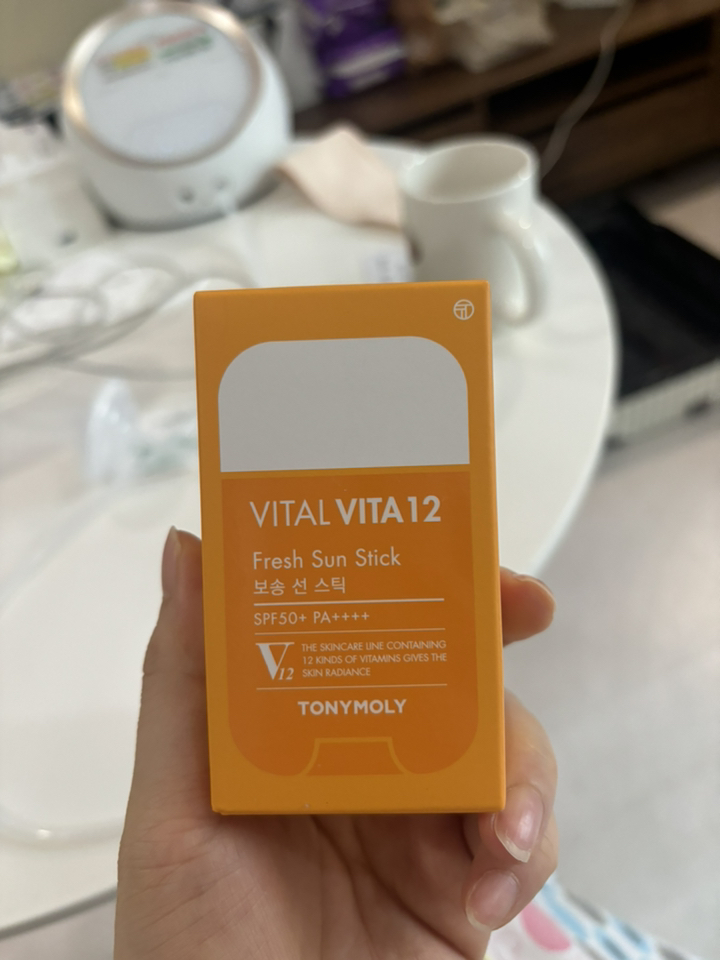 VITAL VITA12
Fresh Sun Stick
보송 선 스틱
SPF50+ PA++++
V12
THE SKINCARE LINE CONTAINING
12 KINDS OF VITAMINS GIVES THE
SKIN RADIANCE
TONYMOLY